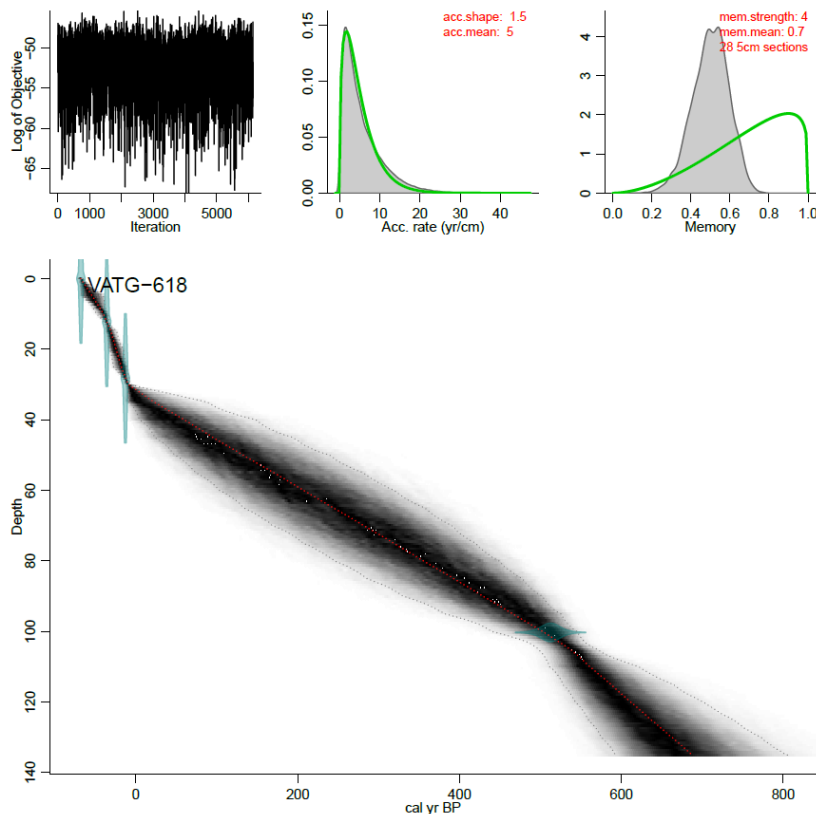 Log of Objective
−50
−55
−60
−65
0 1000 3000 5000
Iteration
acc.shape: 1.5
acc.mean: 5
0.15
0.10
0.05
0.00
0 10 20 30 40
Acc. rate (yr/cm)
mem.strength: 4
mem.mean: 0.7
28 5cm sections
4
3
2
1
0
0.0 0.2 0.4 0.6 0.8 1.0
Memory
VATG−618
Depth
0
20
40
60
80
100
120
140
0 200 400 600 800
cal yr BP